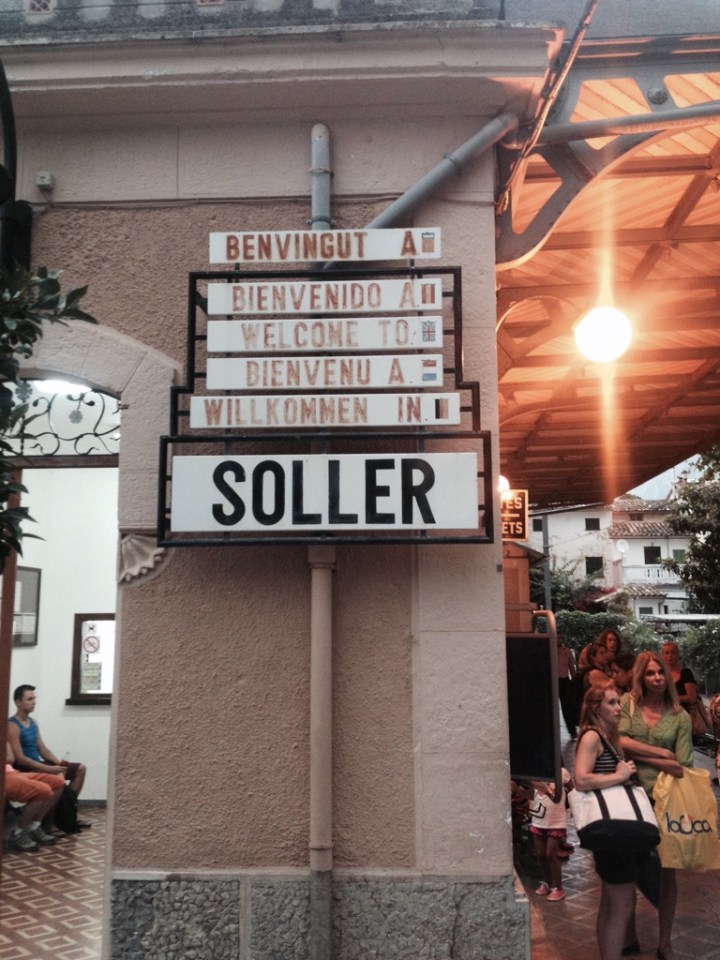 BENVINGUT A
BIENVENIDO A
WELCOME TO
BIENVENU A
WILLKOMMEN IN
SOLLER